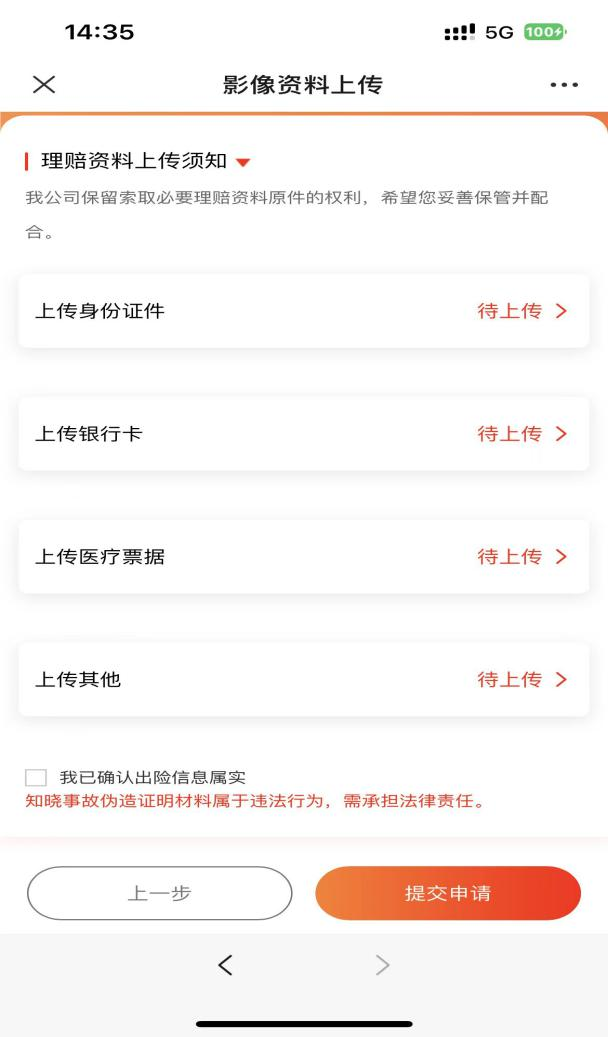 14:35
5G
100
影像资料上传
理赔资料上传须知
我公司保留索取必要理赔资料原件的权利，希望您妥善保管并配
合。
上传身份证件 待上传
上传银行卡 待上传
上传医疗票据 待上传
上传其他 待上传
我已确认出险信息属实
知晓事故伪造证明材料属于违法行为，需承担法律责任。
上一步 提交申请